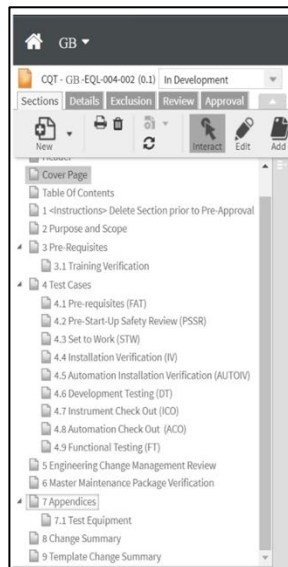 GB
CQT - GB -EQL-004-002 (0.1) In Development
Sections Details Exclusion Review Approval
New Interact Edit Add
Header
Cover Page
Table Of Contents
1 <Instructions> Delete Section prior to Pre-Approval
2 Purpose and Scope
3 Pre-Requisites
3.1 Training Verification
4 Test Cases
4.1 Pre-requisites (FAT)
4.2 Pre-Start-Up Safety Review (PSSR)
4.3 Set to Work (STW)
4.4 Installation Verification (IV)
4.5 Automation Installation Verification (AUTOIV)
4.6 Development Testing (DT)
4.7 Instrument Check Out (ICO)
4.8 Automation Check Out (ACO)
4.9 Functional Testing (FT)
5 Engineering Change Management Review
6 Master Maintenance Package Verification
7 Appendices
7.1 Test Equipment
8 Change Summary
9 Template Change Summary